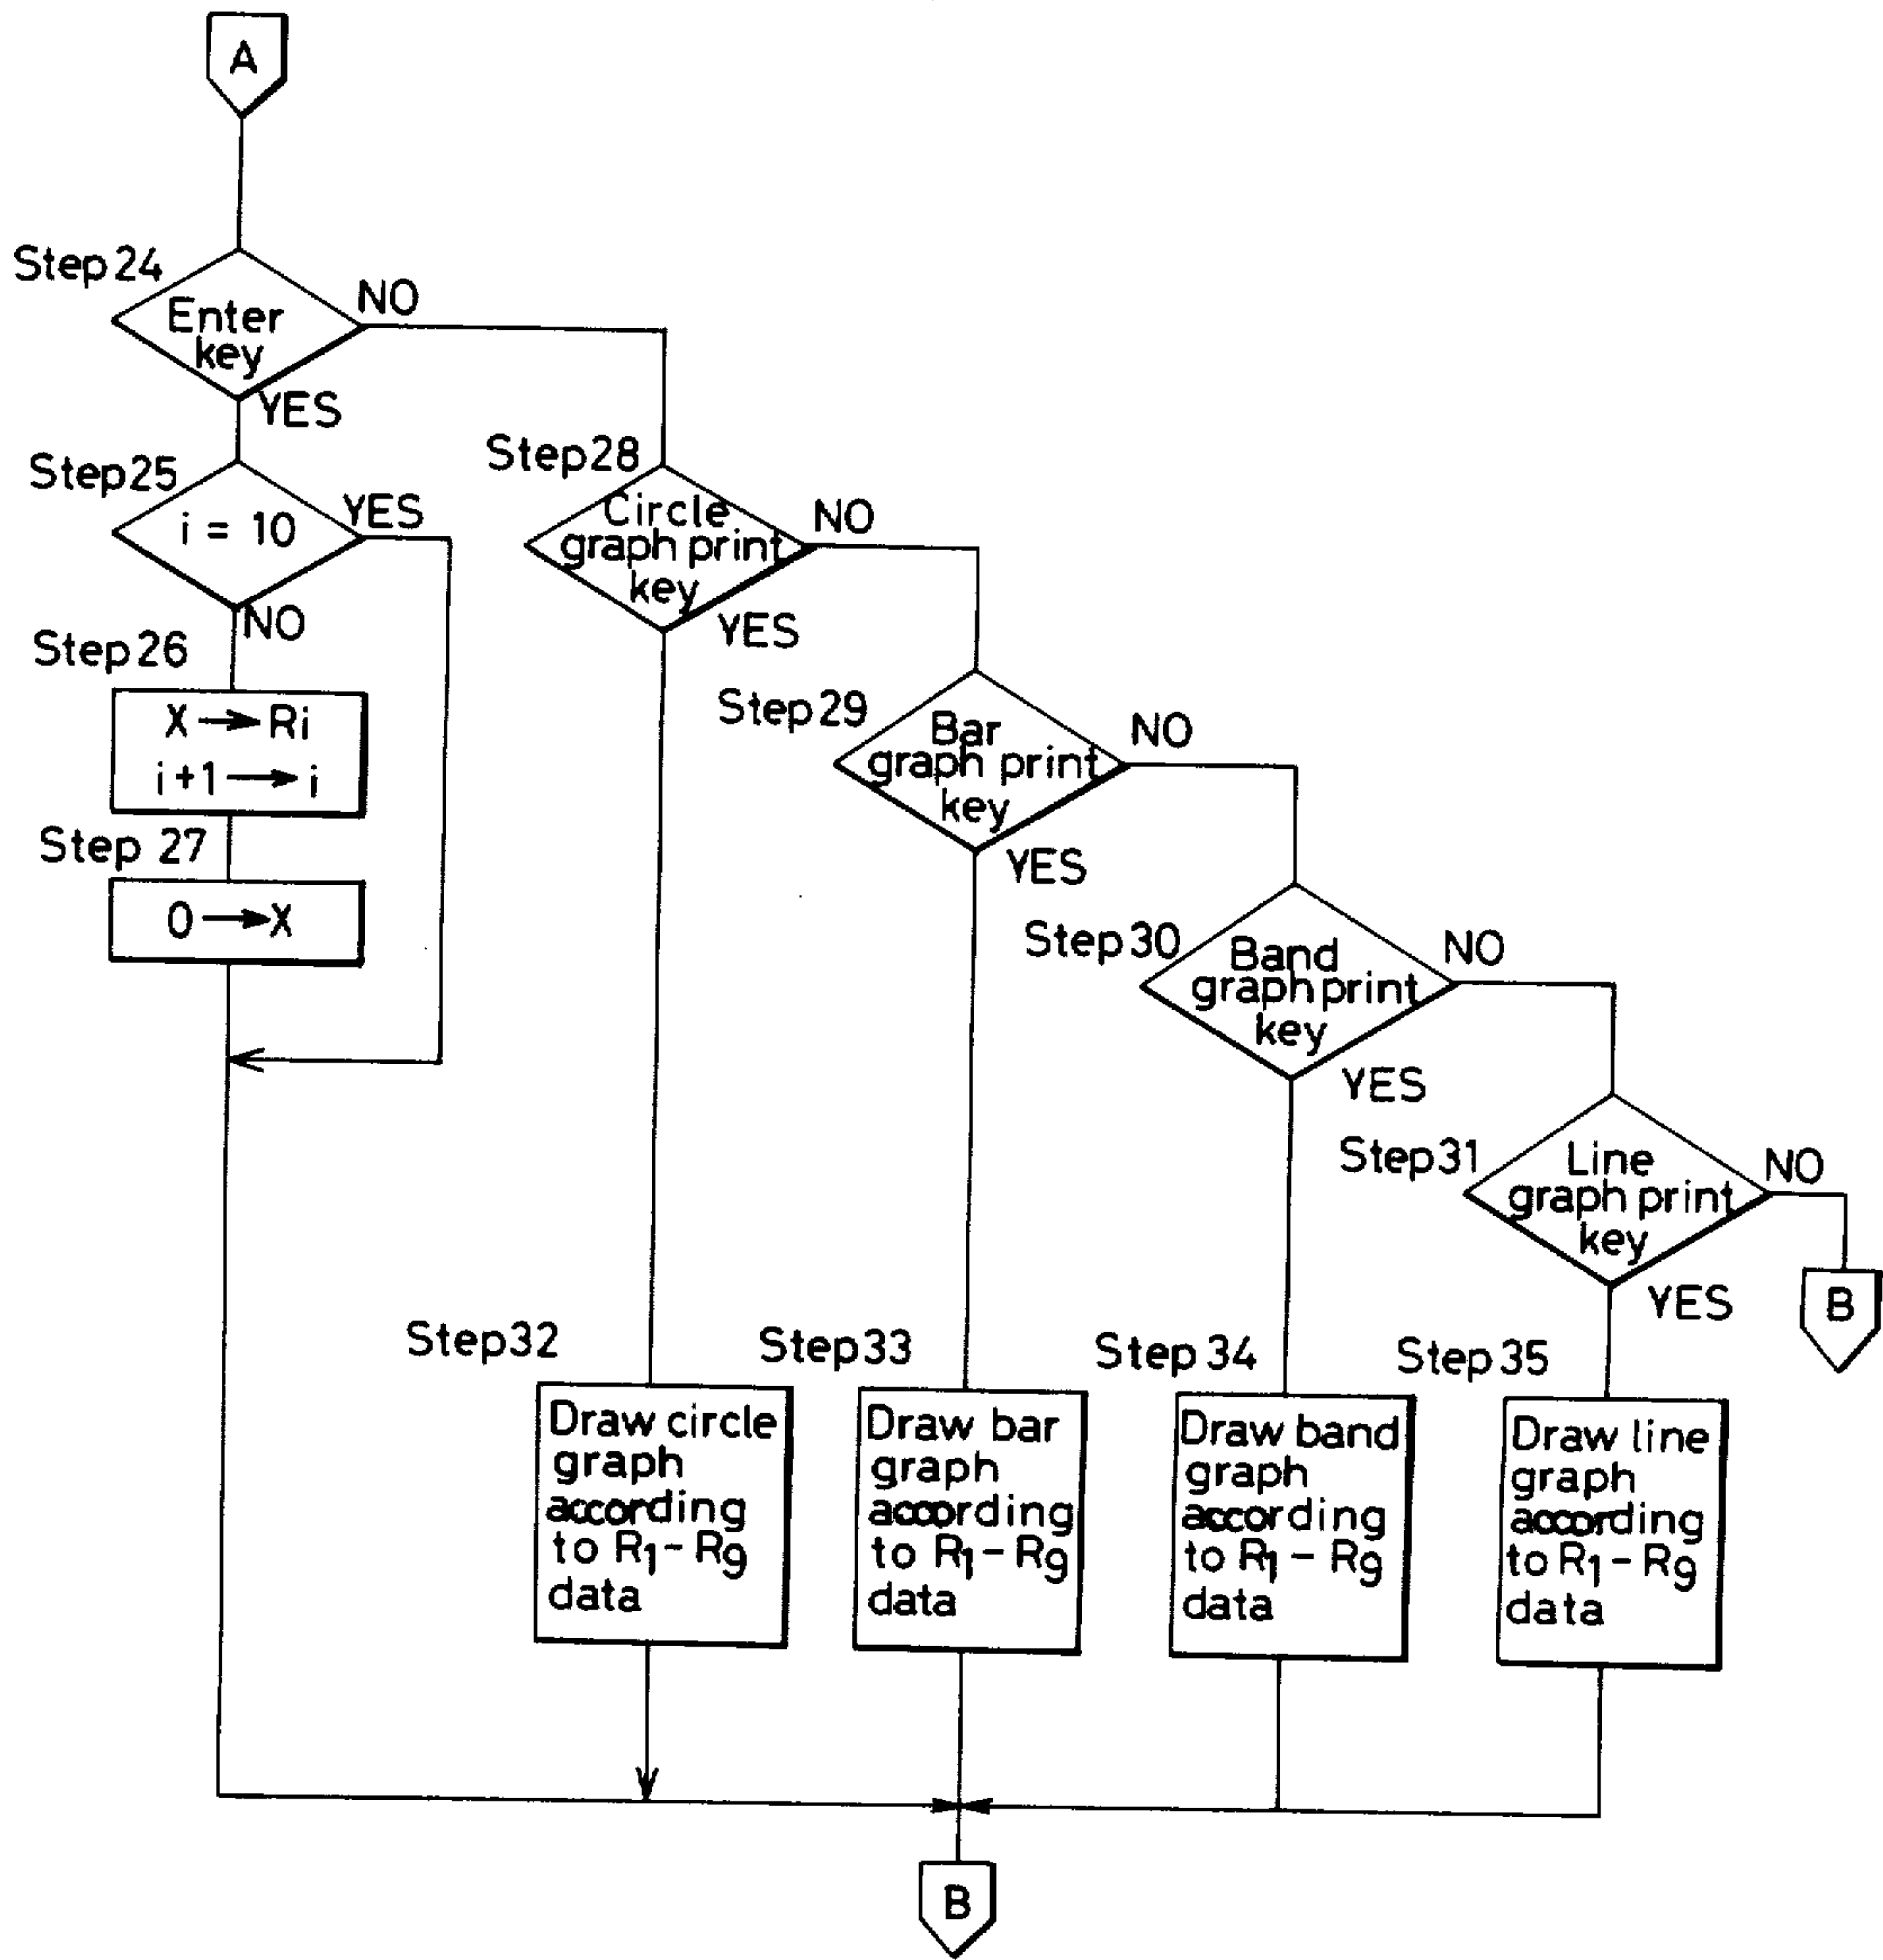 A
Step 24
Enter
key
NO
YES
Step 25
i = 10
YES
NO
Step 26
X → Ri
i+1 → i
Step 27
0 → X
Step 28
Circle
graph print
key
NO
YES
Step 29
Bar
graph print
key
NO
YES
Step 30
Band
graph print
key
NO
YES
Step 31
Line
graph print
key
NO
YES
B
Step 32
Draw circle
graph
according
to R1 - R9
data
Step 33
Draw bar
graph
according
to R1 - R9
data
Step 34
Draw band
graph
according
to R1 - R9
data
Step 35
Draw line
graph
according
to R1 - R9
data
B